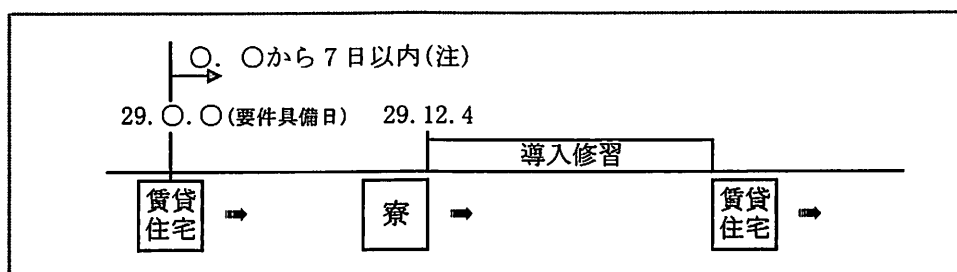 〇. 〇から7日以内(注)
29.〇.〇(要件具備日) 29.12.4
導入修習
賃貸
住宅
寮
賃貸
住宅